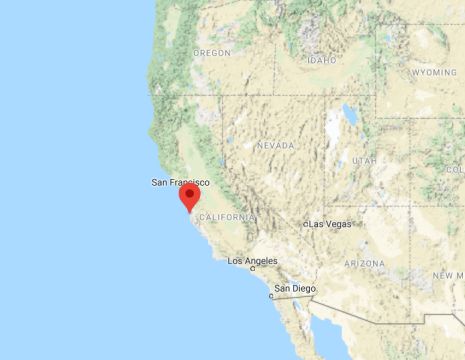 OREGON
IDAHO
WYOMING
NEVADA
UTAH
San Francisco
CALIFORNIA
Las Vegas
Los Angeles
ARIZONA
NEW M
San Diego